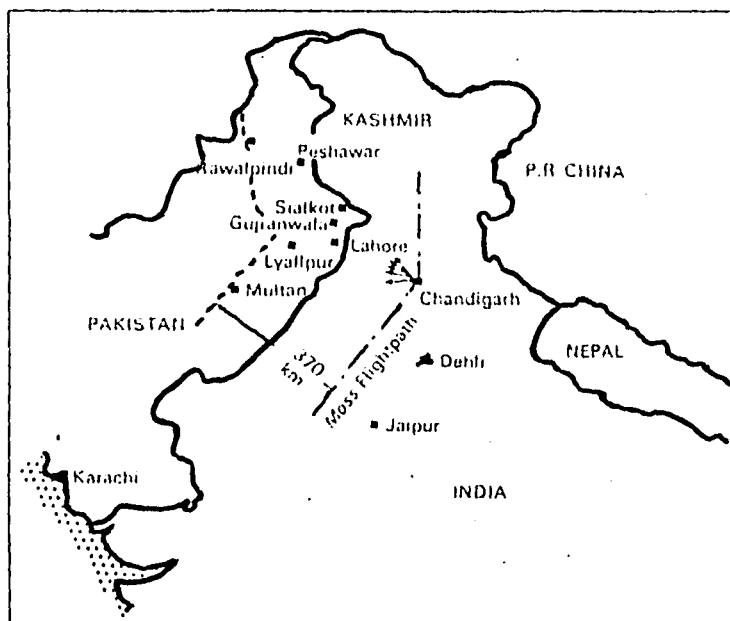 KASHMIR
Peshawar
Rawalpindi
P.R CHINA
Sialkot
Gujranwala
Lahore
Lyallpur
Chandigarh
Multan
PAKISTAN
NEPAL
370
km
Moss Flightpath
Dehli
Jaipur
Karachi
INDIA